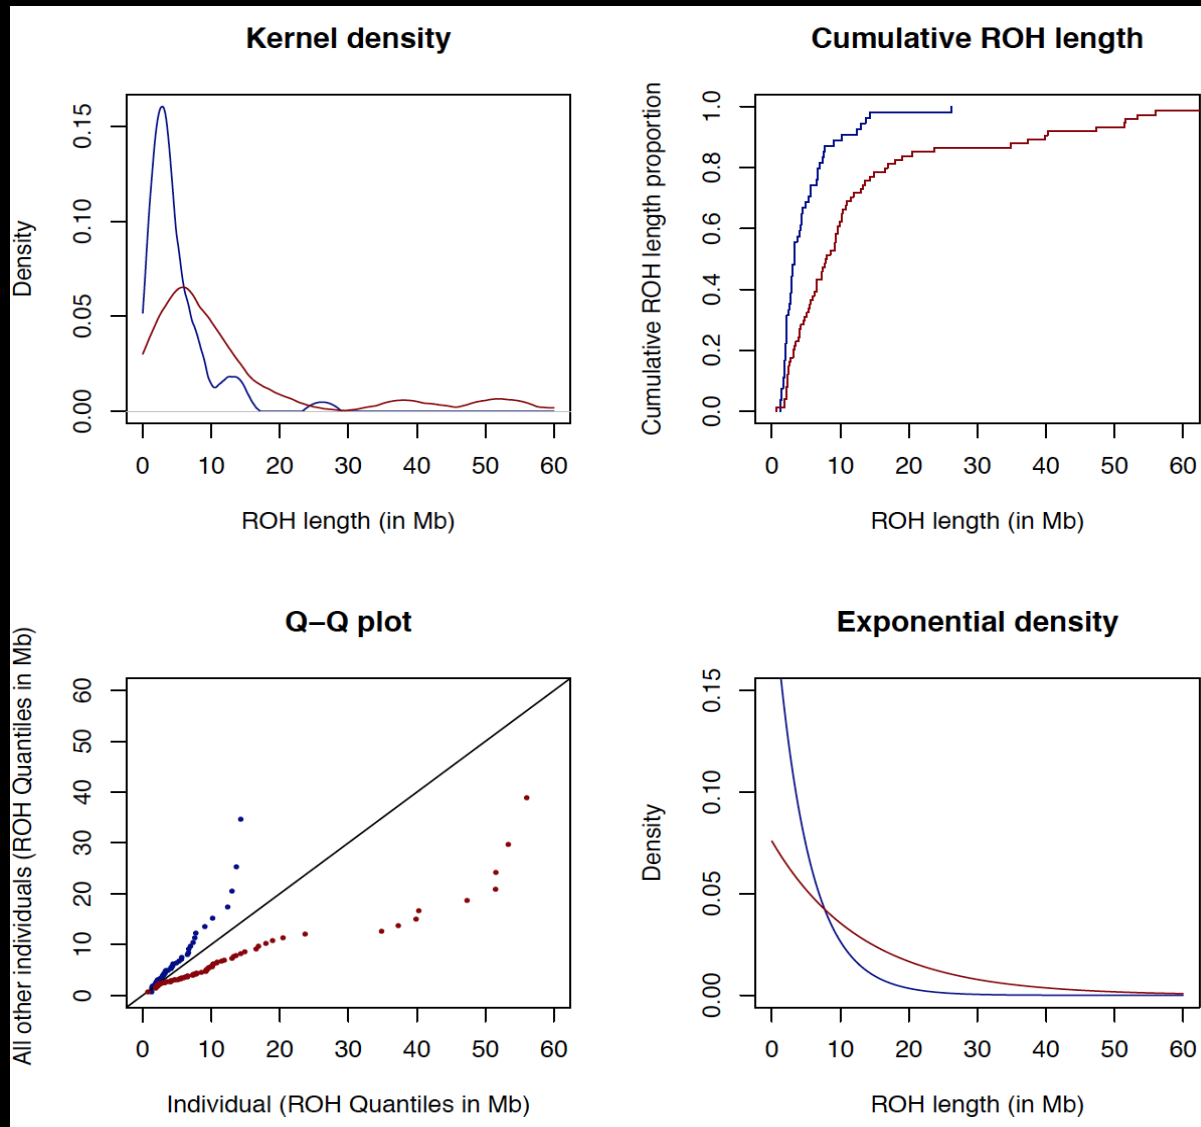 Kernel density
Density
0.15
0.10
0.05
0.00
0 10 20 30 40 50 60
ROH length (in Mb)
Cumulative ROH length
Cumulative ROH length proportion
1.0
0.8
0.6
0.4
0.2
0.0
0 10 20 30 40 50 60
ROH length (in Mb)
Q–Q plot
All other individuals (ROH Quantiles in Mb)
60
50
40
30
20
10
0
0 10 20 30 40 50 60
Individual (ROH Quantiles in Mb)
Exponential density
Density
0.15
0.10
0.05
0.00
0 10 20 30 40 50 60
ROH length (in Mb)